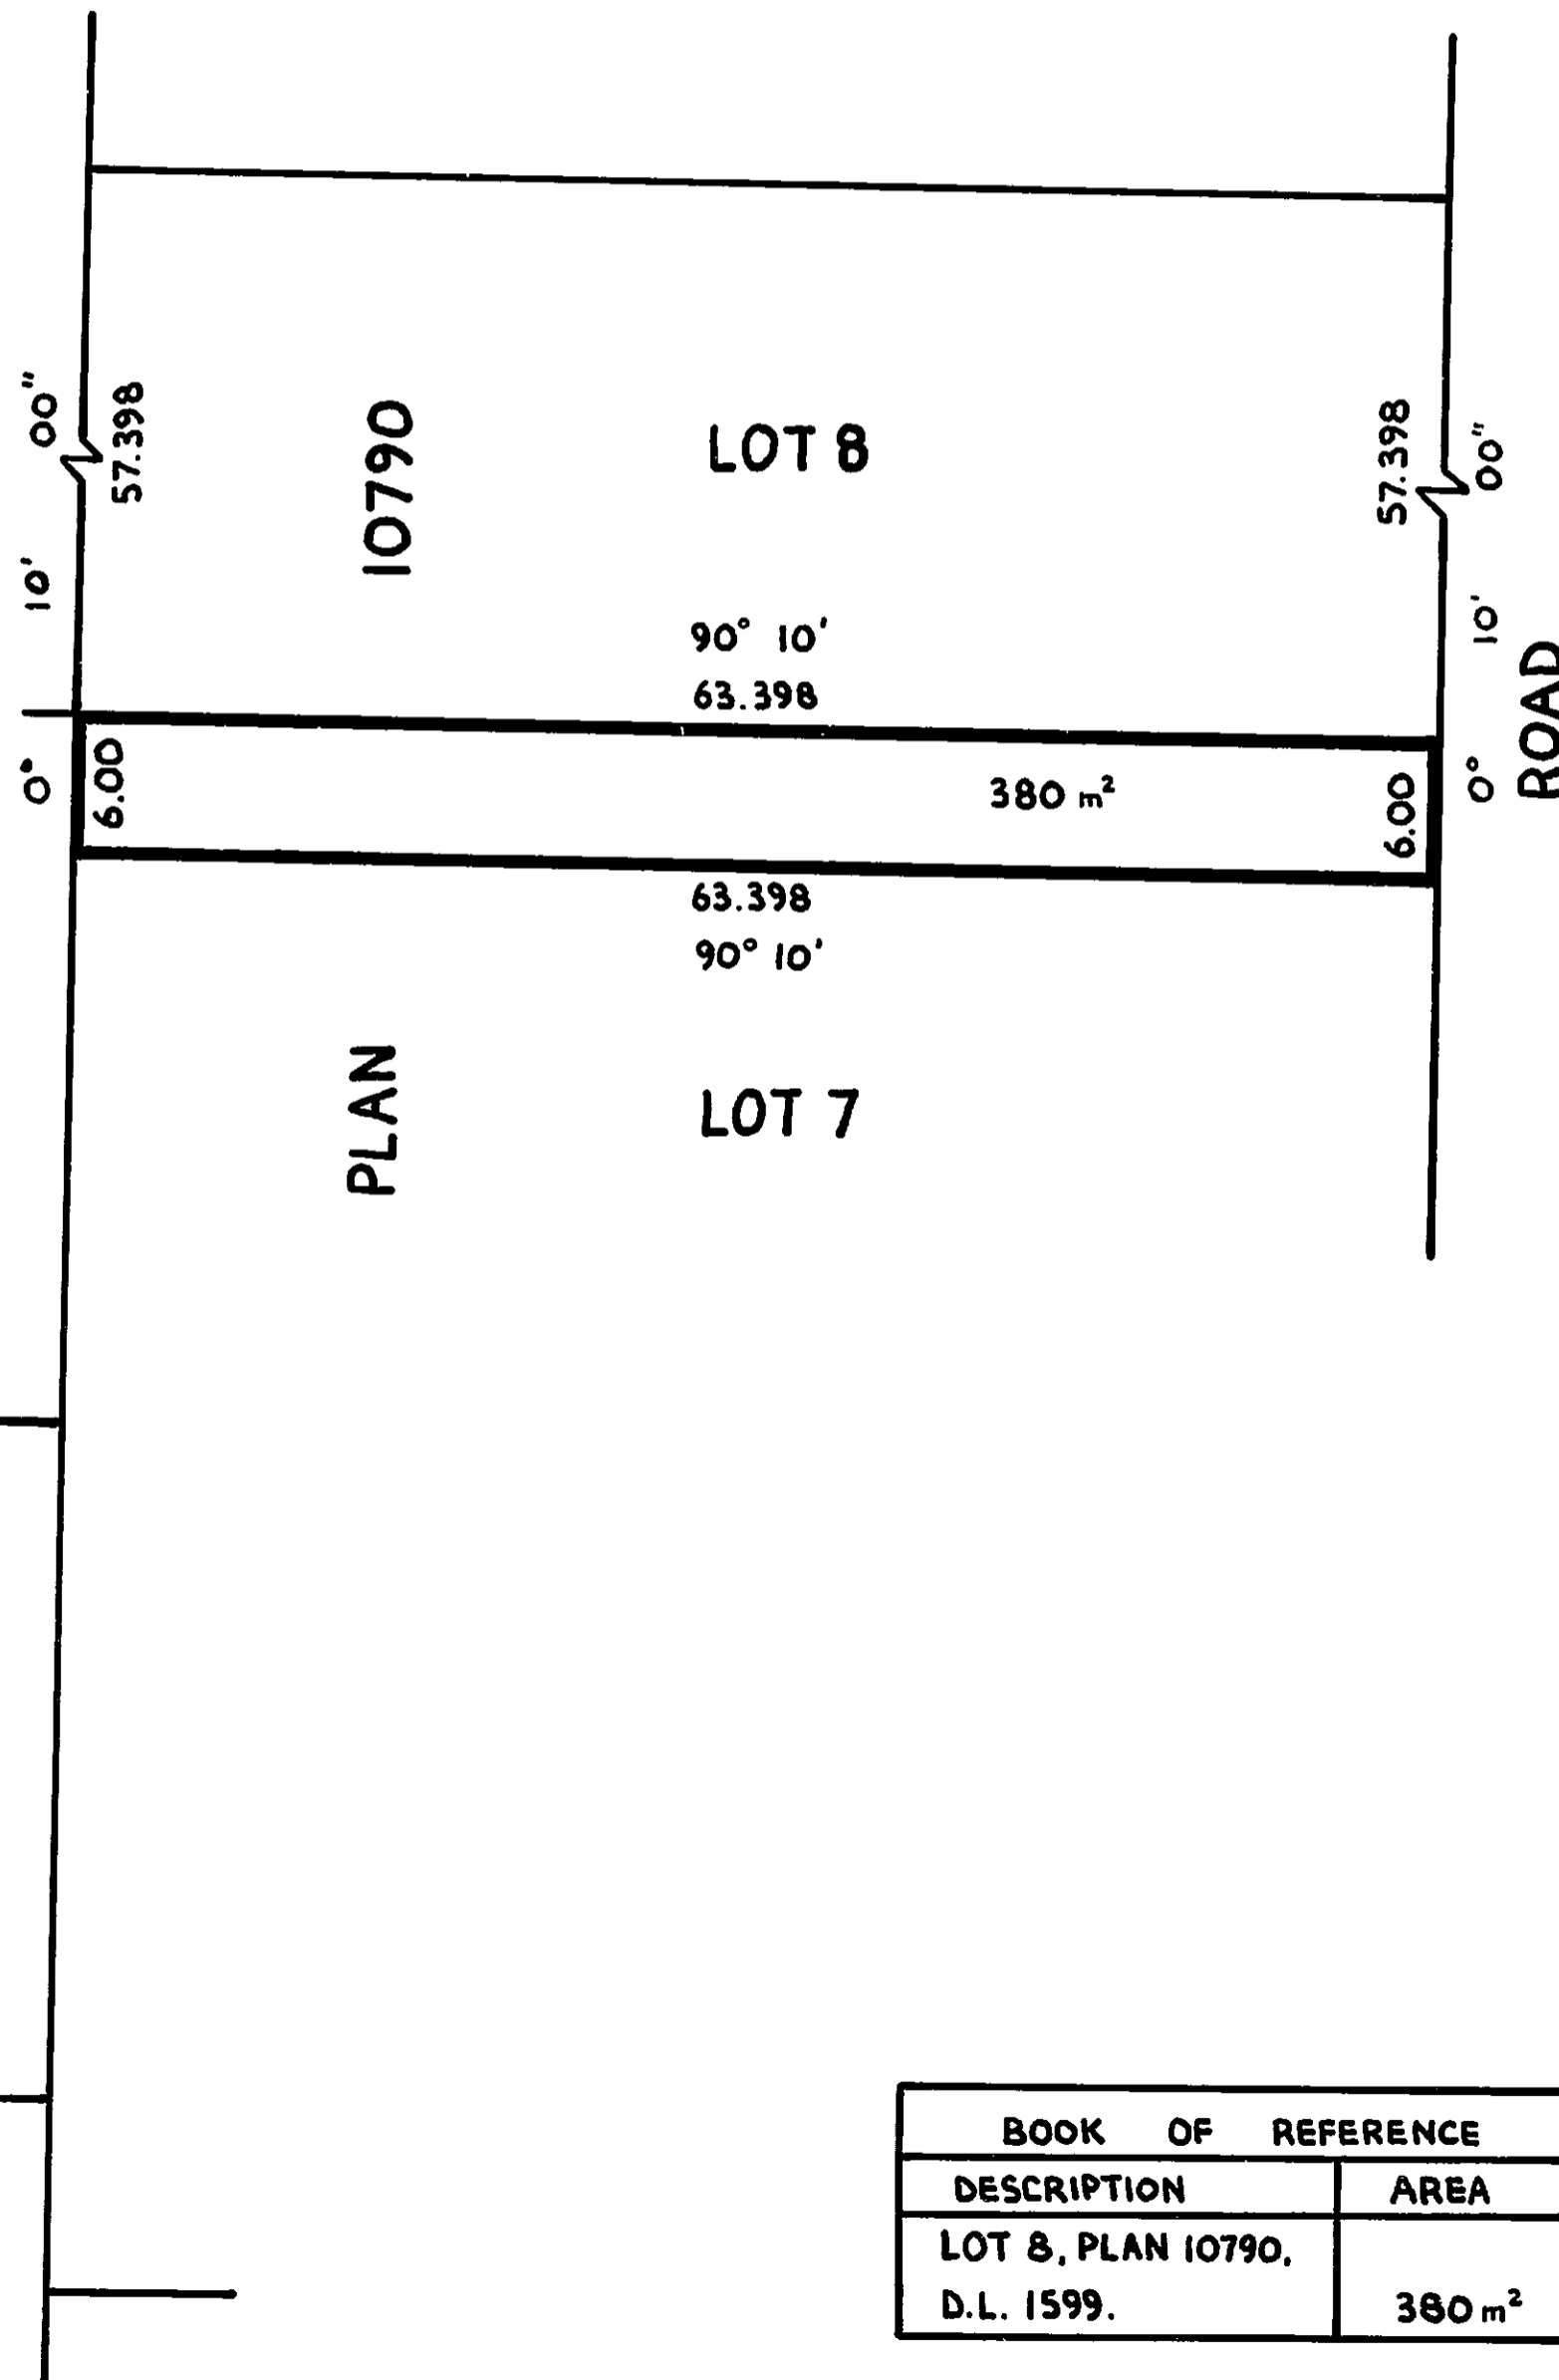 00"
57.398
10790
LOT 8
57.398
00"
10'
10'
90° 10'
63.398
ROAD
0°
6.00
380 m²
6.00
0°
63.398
90° 10'
PLAN
LOT 7
BOOK OF REFERENCE
DESCRIPTION AREA
LOT 8, PLAN 10790,
D.L. 1599. 380 m²